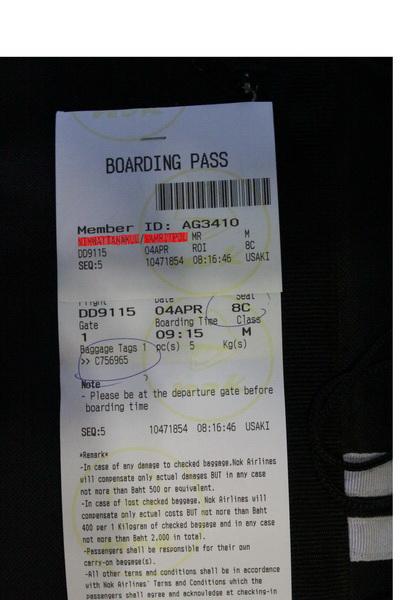 BOARDING PASS
Member ID: AG3410
MR M
DD9115 04APR ROI 8C
SEQ:5 10471854 08:16:46 USAKI
Flight Date Seat
DD9115 04APR 8C
Gate Boarding Time Class
1 09:15 M
Baggage Tags 1 pc(s) 5 Kg(s)
>> C756965
Note
- Please be at the departure gate before
boarding time
SEQ:5 10471854 08:16:46 USAKI
*Remark*
-In case of any damage to checked baggage.Nok Airlines
will compensate only actual damages BUT in any case
not more than Baht 500 or equivalent.
-In case of lost checked baggage. Nok Airlines will
compensate only actual costs BUT not more than Baht
400 per 1 Kilogram of checked baggage and in any case
not more than Baht 2,000 in total.
-Passengers shall be responsible for their own
carry-on baggage(s).
-All other terms and conditions shall be in accordance
with Nok Airlines' Terms and Conditions which the
passengers shall agree and acknowledge at checking-in